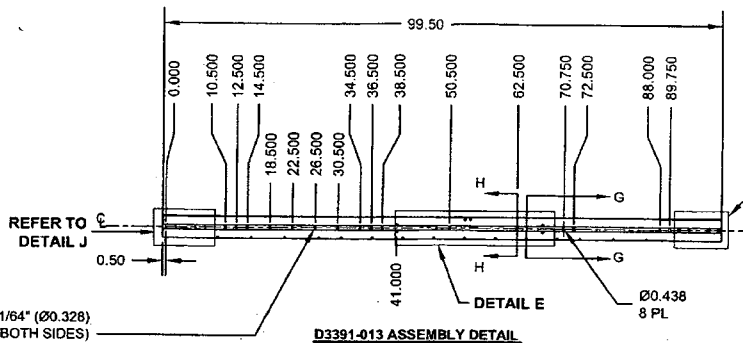 99.50
0.000
10.500
12.500
14.500
18.500
22.500
26.500
30.500
34.500
36.500
38.500
50.500
62.500
70.750
72.500
88.000
89.750
H
G
REFER TO ℄
DETAIL J
0.50
H
G
41.000
DETAIL E
Ø0.438
8 PL
1/64" (Ø0.328)
BOTH SIDES)
D3391-013 ASSEMBLY DETAIL